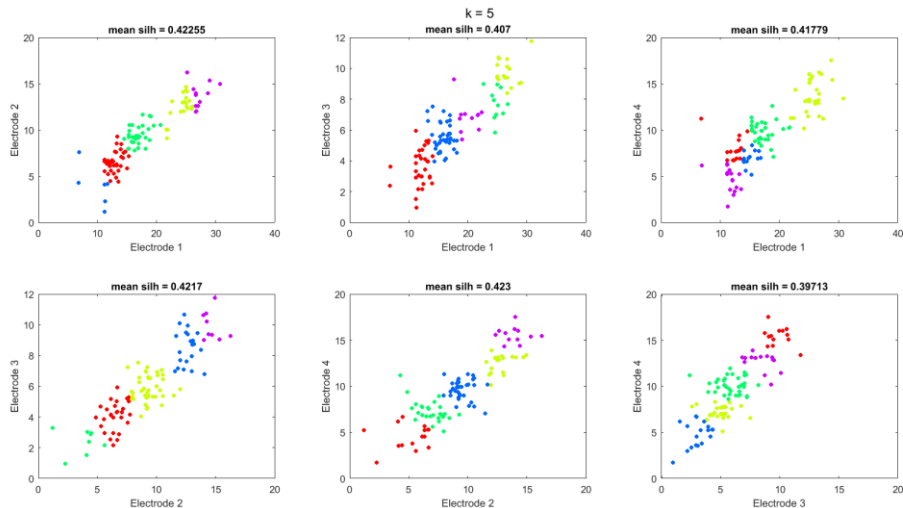 k = 5
mean silh = 0.42255
mean silh = 0.407
mean silh = 0.41779
20
15
10
5
0
Electrode 2
0 10 20 30 40
Electrode 1
12
10
8
6
4
2
0
Electrode 3
0 10 20 30 40
Electrode 1
20
15
10
5
0
Electrode 4
0 10 20 30 40
Electrode 1
mean silh = 0.4217
mean silh = 0.423
mean silh = 0.39713
12
10
8
6
4
2
0
Electrode 3
0 5 10 15 20
Electrode 2
20
15
10
5
0
Electrode 4
0 5 10 15 20
Electrode 2
20
15
10
5
0
Electrode 4
0 5 10 15 20
Electrode 3